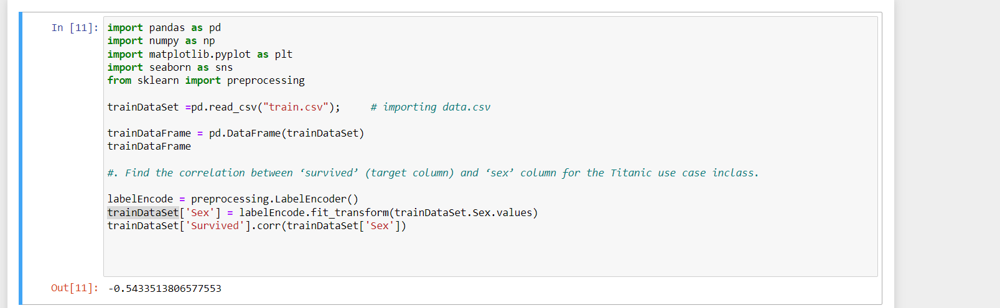 In [11]:
import pandas as pd
import numpy as np
import matplotlib.pyplot as plt
import seaborn as sns
from sklearn import preprocessing
trainDataSet =pd.read_csv("train.csv");     # importing data.csv
trainDataFrame = pd.DataFrame(trainDataSet)
trainDataFrame
#. Find the correlation between ‘survived’ (target column) and ‘sex’ column for the Titanic use case inclass.
labelEncode = preprocessing.LabelEncoder()
trainDataSet['Sex'] = labelEncode.fit_transform(trainDataSet.Sex.values)
trainDataSet['Survived'].corr(trainDataSet['Sex'])
Out[11]: -0.5433513806577553